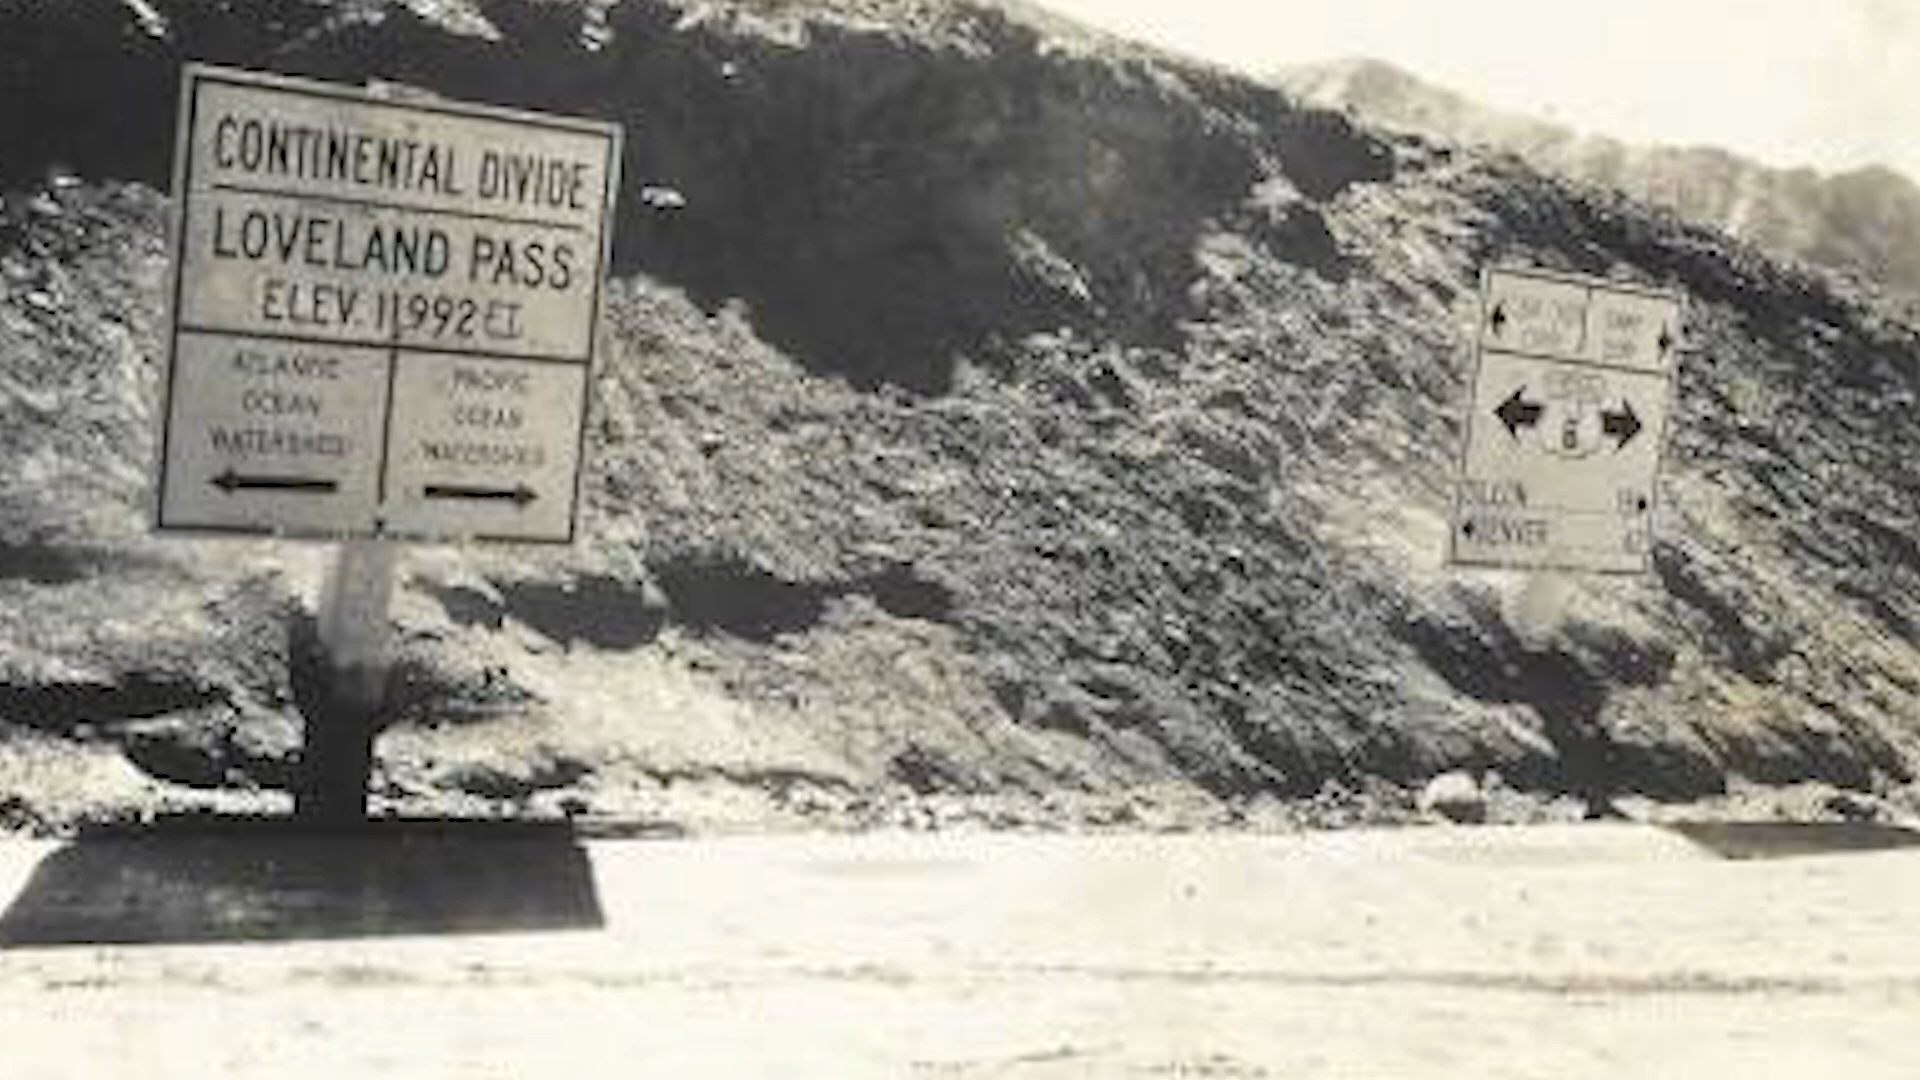 CONTINENTAL DIVIDE
LOVELAND PASS
ELEV. 11992 FT.
ATLANTIC
OCEAN
WATERSHED
PACIFIC
OCEAN
WATERSHED
6
DILLON
DENVER